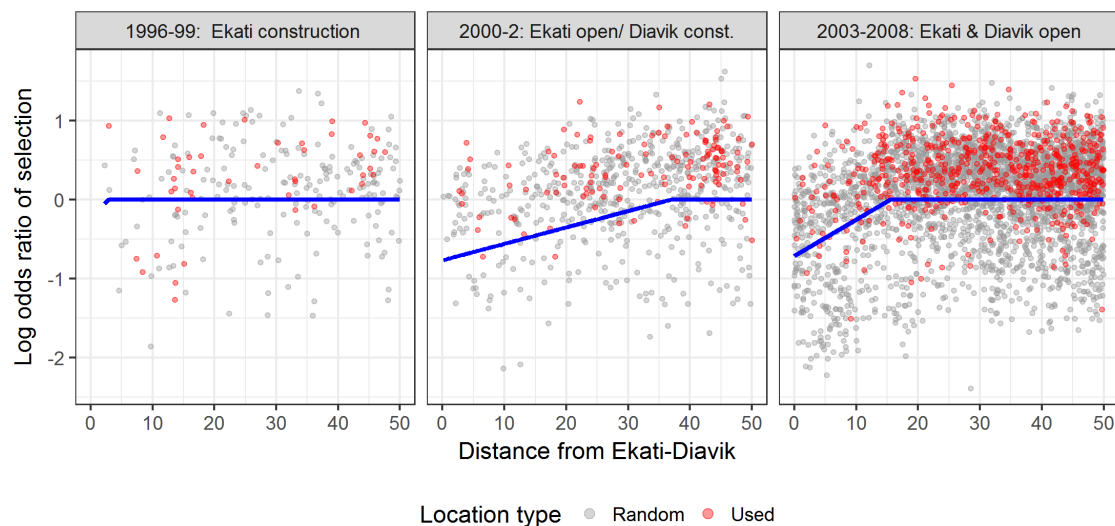 1996-99: Ekati construction
2000-2: Ekati open/ Diavik const.
2003-2008: Ekati & Diavik open
Log odds ratio of selection
1
0
-1
-2
0 10 20 30 40 50
0 10 20 30 40 50
0 10 20 30 40 50
Distance from Ekati-Diavik
Location type Random Used